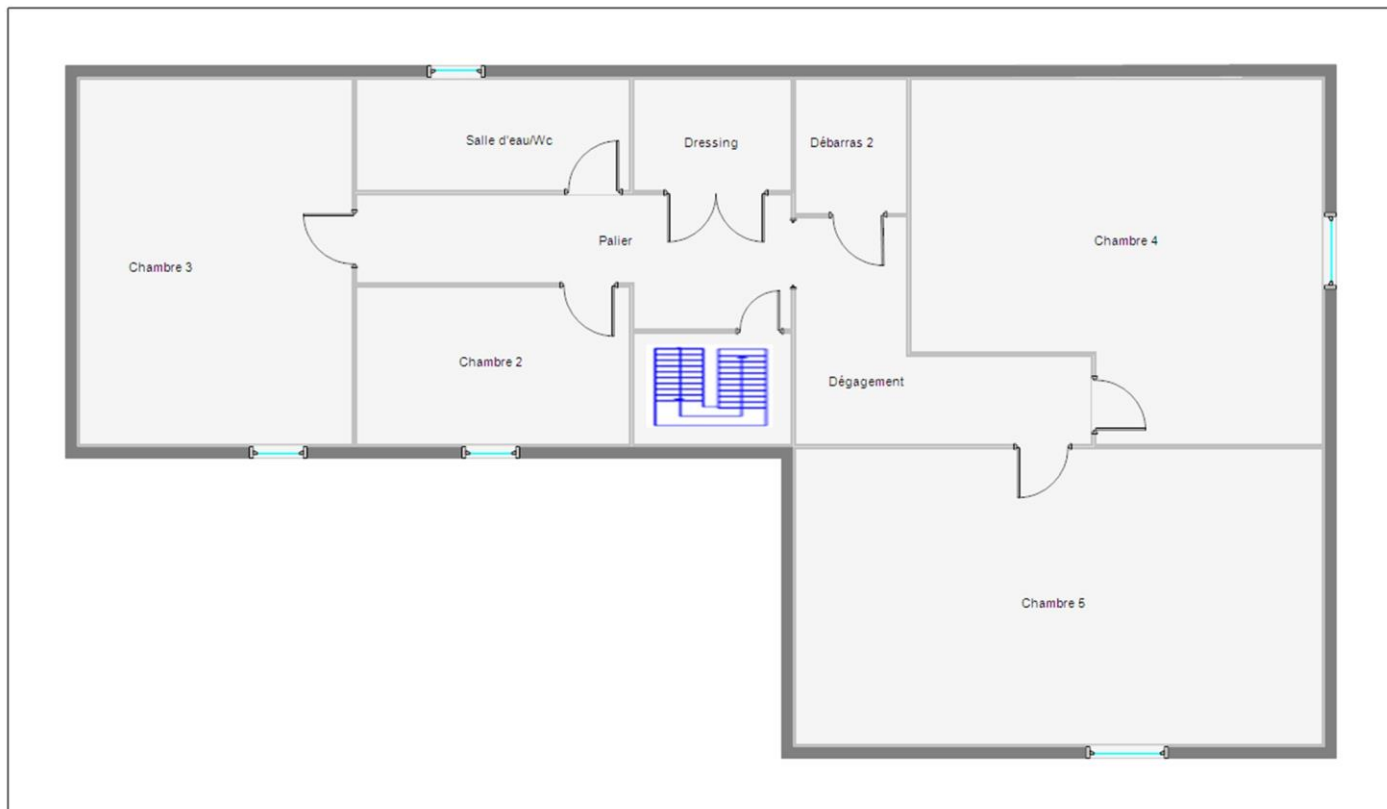 Salle d'eau/Wc
Dressing
Débarras 2
Palier
Chambre 4
Chambre 3
Chambre 2
Dégagement
Chambre 5